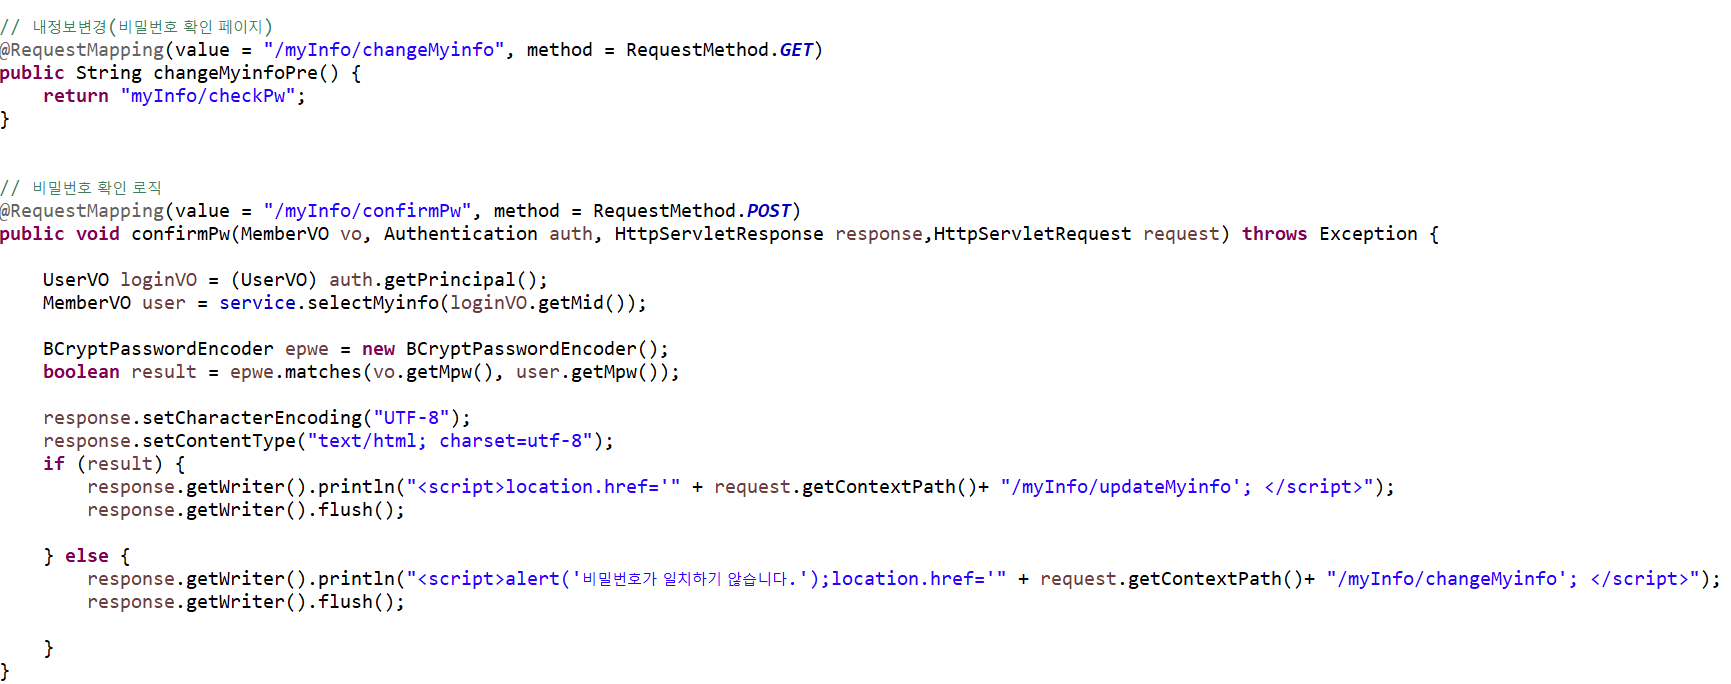 // 내정보변경(비밀번호 확인 페이지)
@RequestMapping(value = "/myInfo/changeMyinfo", method = RequestMethod.GET)
public String changeMyinfoPre() {
    return "myInfo/checkPw";
}
// 비밀번호 확인 로직
@RequestMapping(value = "/myInfo/confirmPw", method = RequestMethod.POST)
public void confirmPw(MemberVO vo, Authentication auth, HttpServletResponse response,HttpServletRequest request) throws Exception {
    UserVO loginVO = (UserVO) auth.getPrincipal();
    MemberVO user = service.selectMyinfo(loginVO.getMid());
    BCryptPasswordEncoder epwe = new BCryptPasswordEncoder();
    boolean result = epwe.matches(vo.getMpw(), user.getMpw());
    response.setCharacterEncoding("UTF-8");
    response.setContentType("text/html; charset=utf-8");
    if (result) {
        response.getWriter().println("<script>location.href='" + request.getContextPath()+ "/myInfo/updateMyinfo'; </script>");
        response.getWriter().flush();
    } else {
        response.getWriter().println("<script>alert('비밀번호가 일치하기 않습니다.');location.href='" + request.getContextPath()+ "/myInfo/changeMyinfo'; </script>");
        response.getWriter().flush();
    }
}